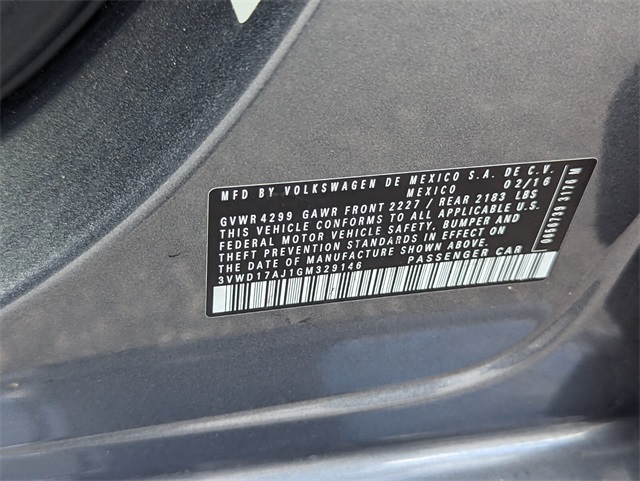 MFD BY VOLKSWAGEN DE MEXICO S.A. DE C.V.
MEXICO 02/16
GVWR 4299 GAWR FRONT 2227 / REAR 2183 LBS
THIS VEHICLE CONFORMS TO ALL APPLICABLE U.S.
FEDERAL MOTOR VEHICLE SAFETY, BUMPER AND
THEFT PREVENTION STANDARDS IN EFFECT ON
THE DATE OF MANUFACTURE SHOWN ABOVE.
3VWD17AJ1GM329146 PASSENGER CAR